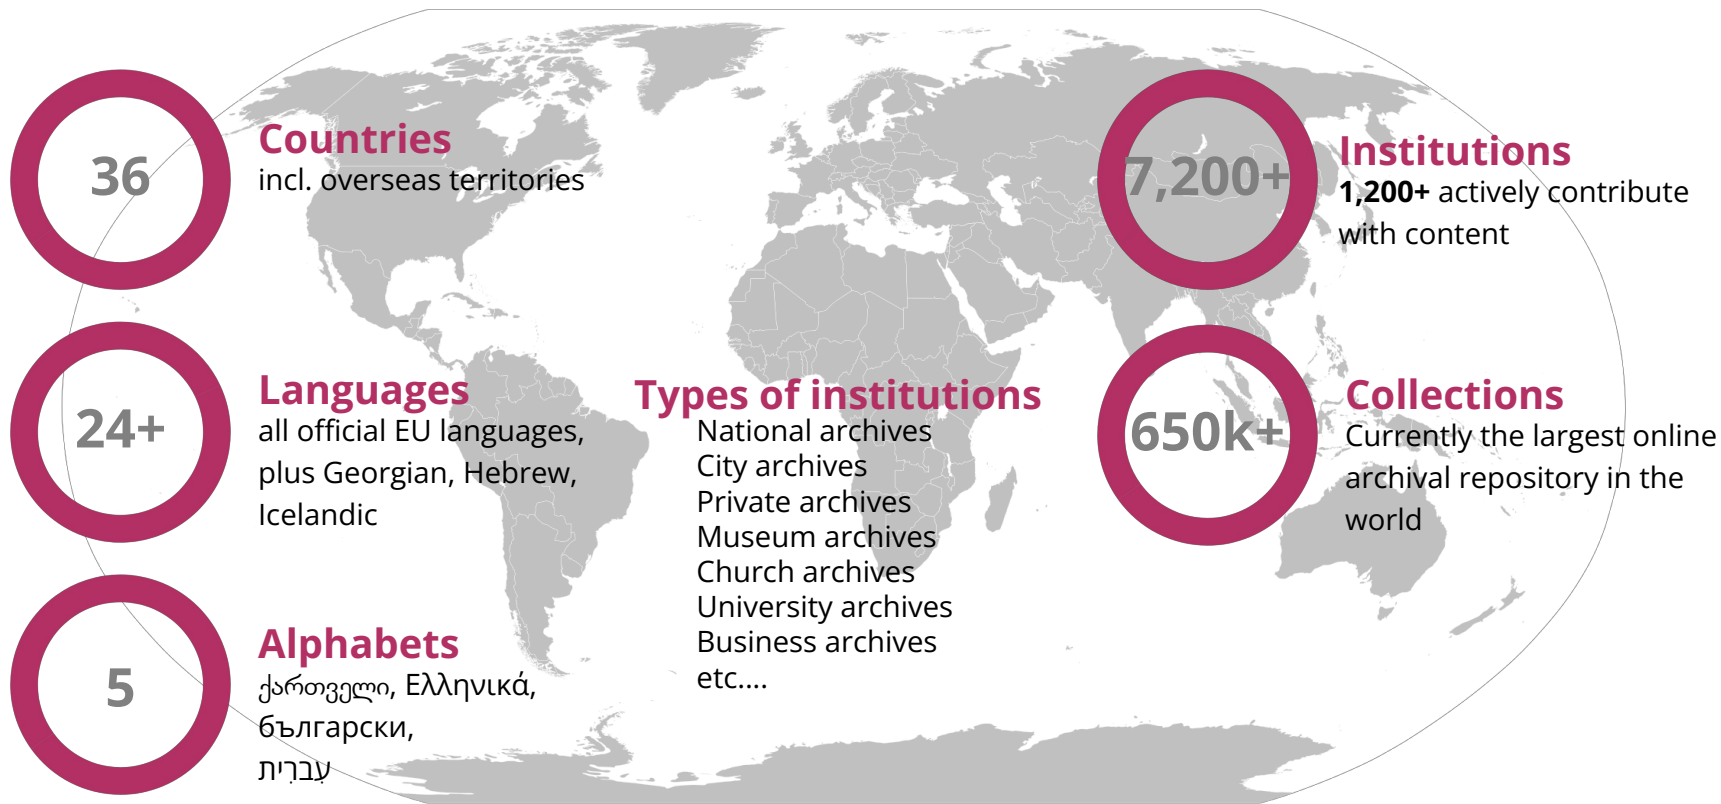 36
Countries
incl. overseas territories
24+
Languages
all official EU languages,
plus Georgian, Hebrew,
Icelandic
5
Alphabets
ქართველი, Ελληνικά,
български,
עִברִית
Types of institutions
National archives
City archives
Private archives
Museum archives
Church archives
University archives
Business archives
etc....
7,200+
Institutions
1,200+ actively contribute
with content
650k+
Collections
Currently the largest online
archival repository in the
world